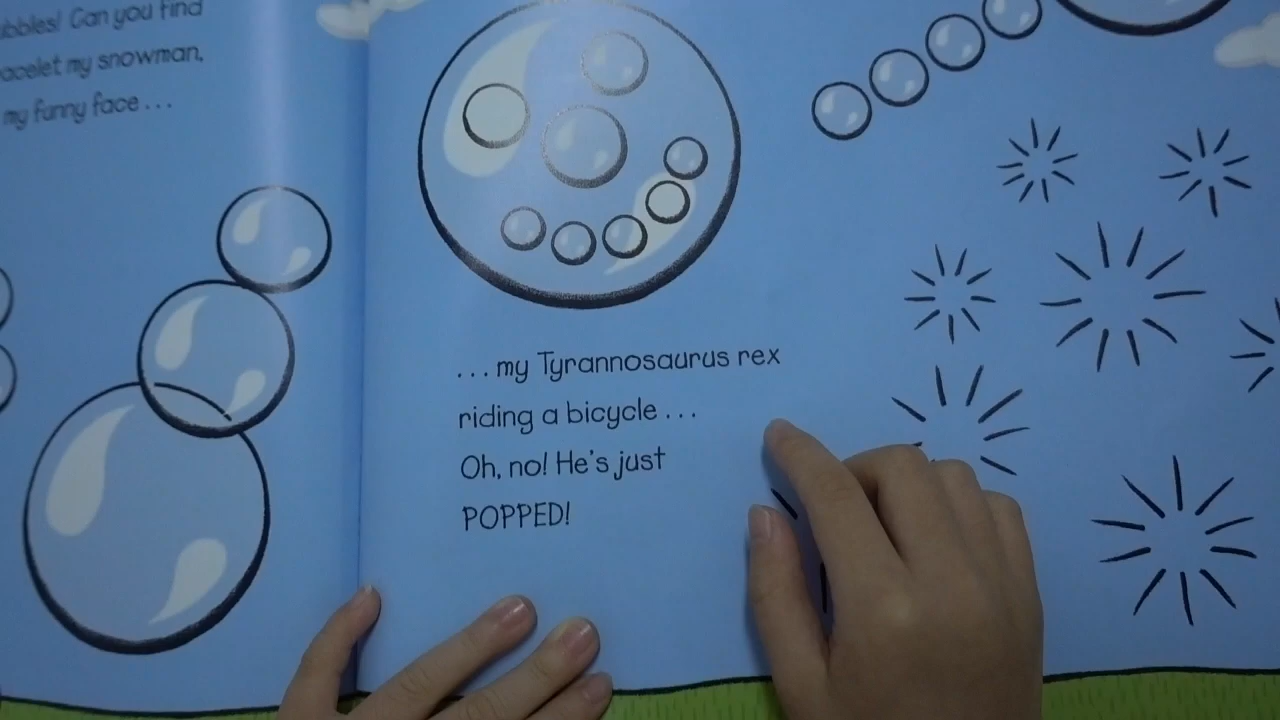 ubbles! Can you find
acelet my snowman,
my funny face ...
... my Tyrannosaurus rex
riding a bicycle ...
Oh, no! He's just
POPPED!